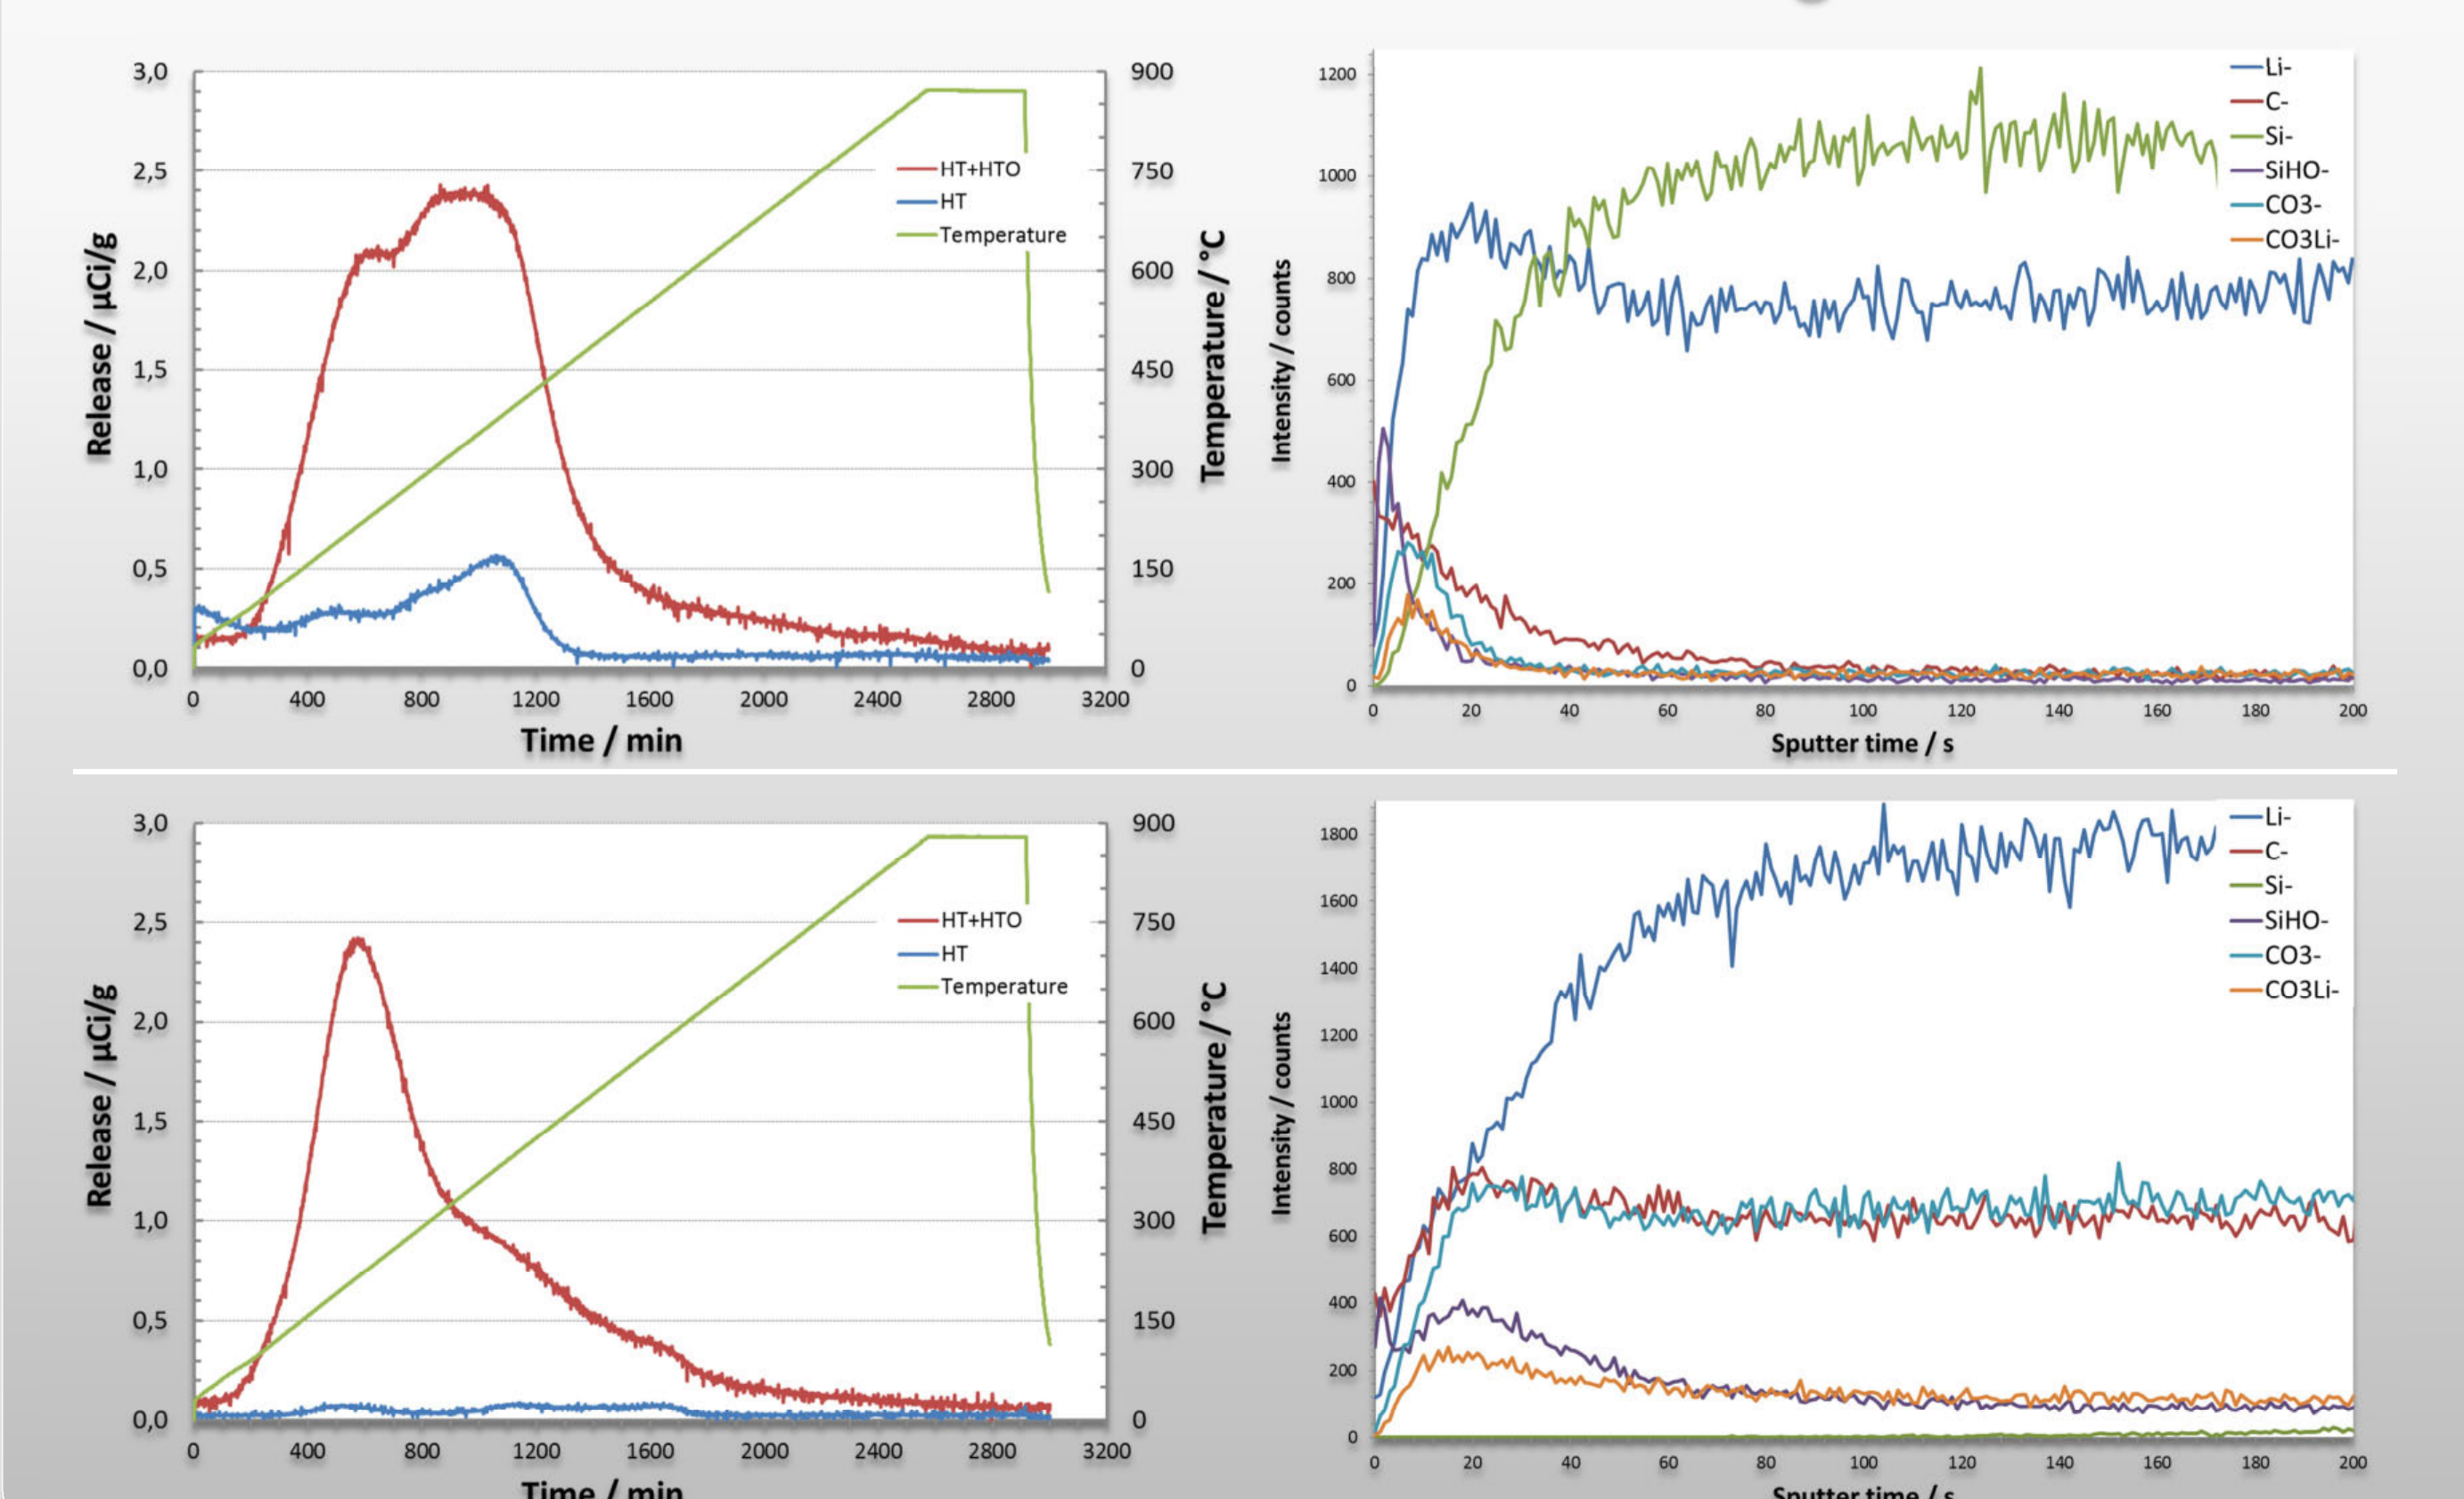 3,0
2,5
2,0
1,5
1,0
0,5
0,0
Release / µCi/g
0 400 800 1200 1600 2000 2400 2800 3200
Time / min
900
750
600
450
300
150
0
Temperature / °C
HT+HTO
HT
Temperature
1200
1000
800
600
400
200
0
Intensity / counts
0 20 40 60 80 100 120 140 160 180 200
Sputter time / s
Li-
C-
Si-
SiHO-
CO3-
CO3Li-
3,0
2,5
2,0
1,5
1,0
0,5
0,0
Release / µCi/g
0 400 800 1200 1600 2000 2400 2800 3200
Time / min
900
750
600
450
300
150
0
Temperature / °C
HT+HTO
HT
Temperature
1800
1600
1400
1200
1000
800
600
400
200
0
Intensity / counts
0 20 40 60 80 100 120 140 160 180 200
Sputter time / s
Li-
C-
Si-
SiHO-
CO3-
CO3Li-